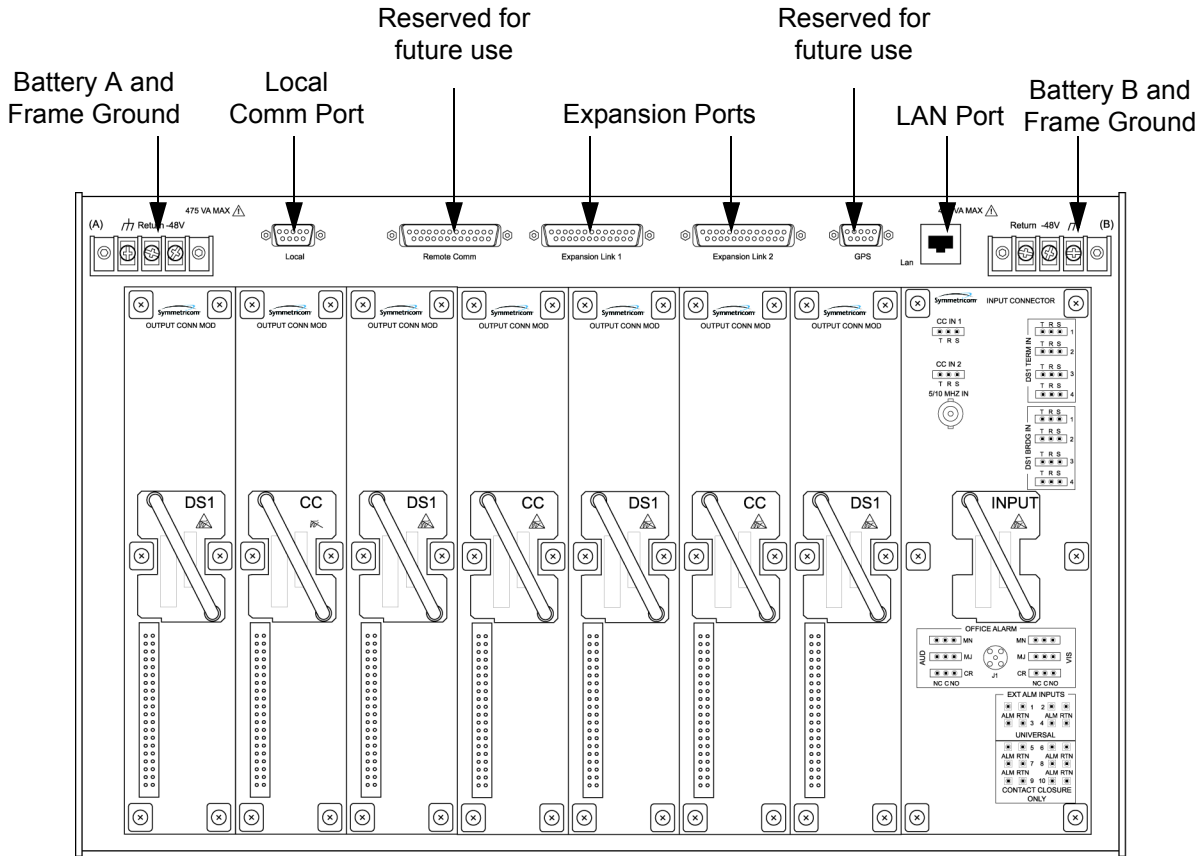 Reserved for
future use
Reserved for
future use
Battery A and
Frame Ground
Local
Comm Port
Expansion Ports
LAN Port
Battery B and
Frame Ground
475 VA MAX
VA MAX
(A) Return -48V
Return -48V (B)
Local
Remote Comm
Expansion Link 1
Expansion Link 2
GPS
Lan
Symmetricom
OUTPUT CONN MOD
Symmetricom
OUTPUT CONN MOD
Symmetricom
OUTPUT CONN MOD
Symmetricom
OUTPUT CONN MOD
Symmetricom
OUTPUT CONN MOD
Symmetricom
OUTPUT CONN MOD
Symmetricom
OUTPUT CONN MOD
Symmetricom
INPUT CONNECTOR
CC IN 1
T R S
CC IN 2
T R S
5/10 MHZ IN
DS1 TERM IN
T R S
1
T R S
2
T R S
3
T R S
4
DS1 BRDG IN
T R S
1
T R S
2
T R S
3
T R S
4
DS1
CC
DS1
CC
DS1
CC
DS1
INPUT
OFFICE ALARM
AUD
MN
MJ
CR
NC C NO
J1
MN
MJ
CR
NC C NO
VIS
EXT ALM INPUTS
1 2
ALM RTN ALM RTN
3 4
UNIVERSAL
5 6
ALM RTN ALM RTN
7 8
ALM RTN ALM RTN
9 10
CONTACT CLOSURE
ONLY